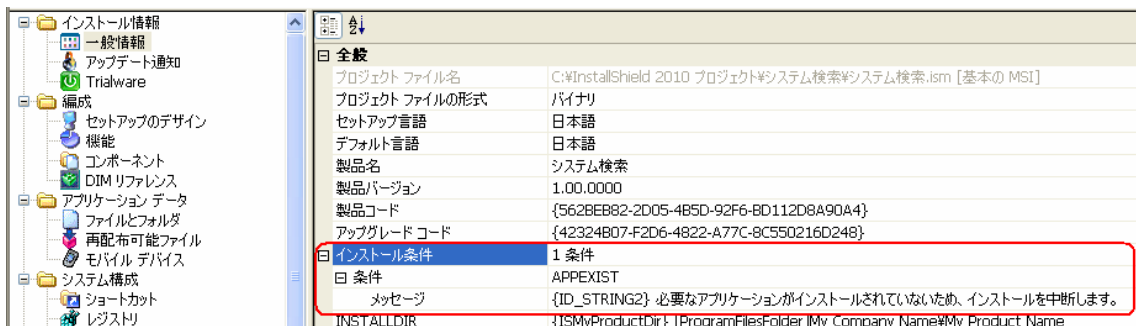 インストール情報
一般情報
アップデート通知
Trialware
編成
セットアップのデザイン
機能
コンポーネント
DIM リファレンス
アプリケーション データ
ファイルとフォルダ
再配布可能ファイル
モバイル デバイス
システム構成
ショートカット
レジストリ
全般
プロジェクト ファイル名 C:¥InstallShield 2010 プロジェクト¥システム検索¥システム検索.ism [基本の MSI]
プロジェクト ファイルの形式 バイナリ
セットアップ言語 日本語
デフォルト言語 日本語
製品名 システム検索
製品バージョン 1.00.0000
製品コード {562BEB82-2D05-4B5D-92F6-BD112D8A90A4}
アップグレード コード {42324B07-F2D6-4822-A77C-8C550216D248}
インストール条件 1 条件
条件 APPEXIST
メッセージ {ID_STRING2} 必要なアプリケーションがインストールされていないため、インストールを中断します。
INSTALLDIR {ISMyProductDir} [ProgramFilesFolder]My Company Name¥My Product Name